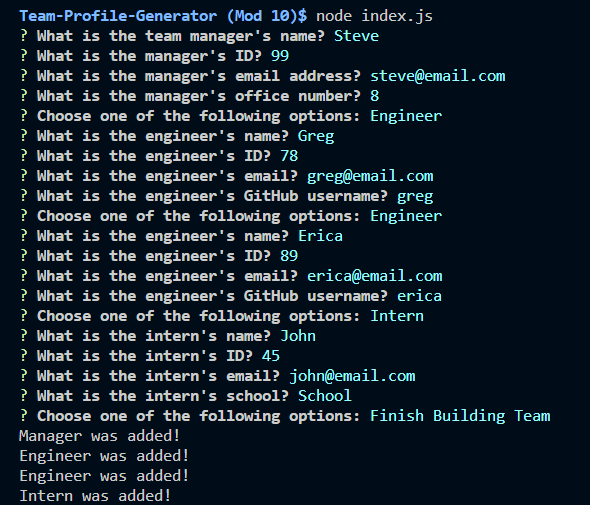 Team-Profile-Generator (Mod 10)$ node index.js
? What is the team manager's name? Steve
? What is the manager's ID? 99
? What is the manager's email address? steve@email.com
? What is the manager's office number? 8
? Choose one of the following options: Engineer
? What is the engineer's name? Greg
? What is the engineer's ID? 78
? What is the engineer's email? greg@email.com
? What is the engineer's GitHub username? greg
? Choose one of the following options: Engineer
? What is the engineer's name? Erica
? What is the engineer's ID? 89
? What is the engineer's email? erica@email.com
? What is the engineer's GitHub username? erica
? Choose one of the following options: Intern
? What is the intern's name? John
? What is the intern's ID? 45
? What is the intern's email? john@email.com
? What is the intern's school? School
? Choose one of the following options: Finish Building Team
Manager was added!
Engineer was added!
Engineer was added!
Intern was added!